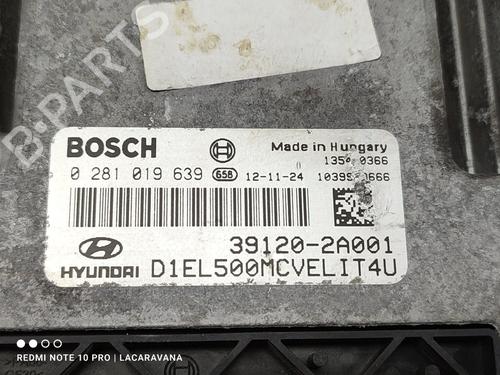 BOSCH
Made in Hungary
0 281 019 639 658 12-11-24
39120-2A001
HYUNDAI D1EL500MCVELIT4U
B-PARTS
REDMI NOTE 10 PRO | LACARAVANA